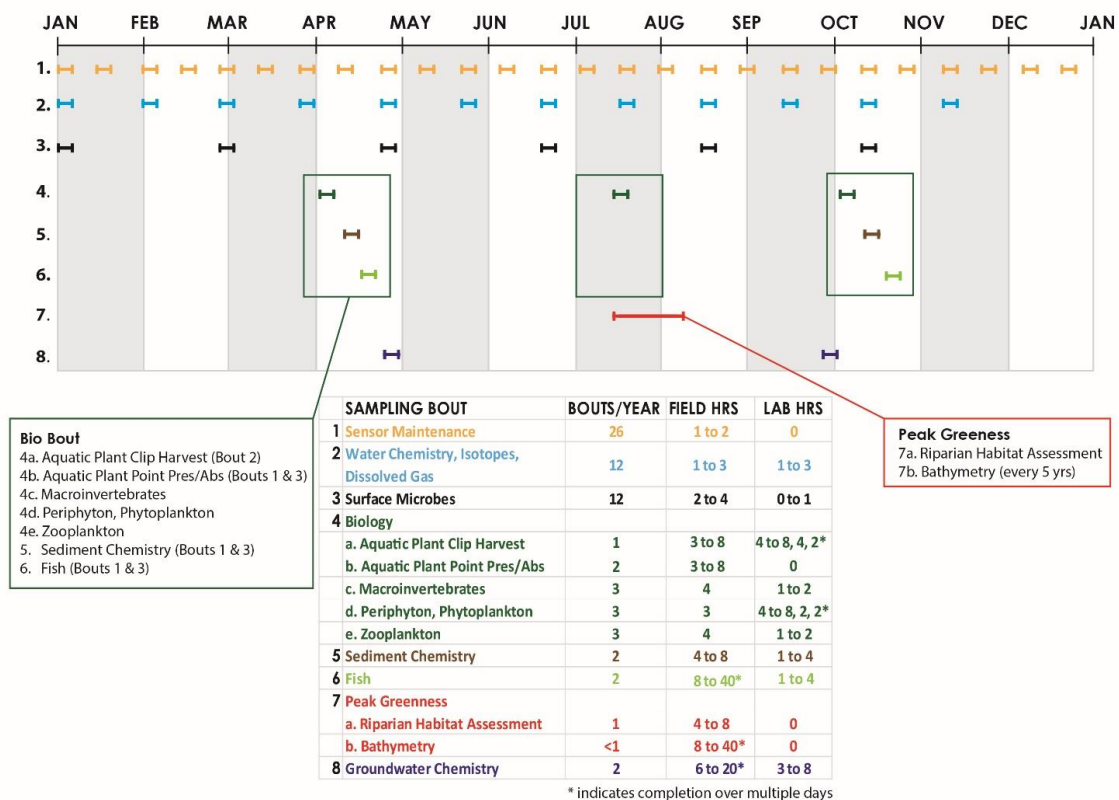 JAN FEB MAR APR MAY JUN JUL AUG SEP OCT NOV DEC JAN
1.
2.
3.
4.
5.
6.
7.
8.
Bio Bout
4a. Aquatic Plant Clip Harvest (Bout 2)
4b. Aquatic Plant Point Pres/Abs (Bouts 1 & 3)
4c. Macroinvertebrates
4d. Periphyton, Phytoplankton
4e. Zooplankton
5. Sediment Chemistry (Bouts 1 & 3)
6. Fish (Bouts 1 & 3)
Peak Greeness
7a. Riparian Habitat Assessment
7b. Bathymetry (every 5 yrs)
SAMPLING BOUT BOUTS/YEAR FIELD HRS LAB HRS
1 Sensor Maintenance 26 1 to 2 0
2 Water Chemistry, Isotopes,
Dissolved Gas 12 1 to 3 1 to 3
3 Surface Microbes 12 2 to 4 0 to 1
4 Biology
a. Aquatic Plant Clip Harvest 1 3 to 8 4 to 8, 4, 2*
b. Aquatic Plant Point Pres/Abs 2 3 to 8 0
c. Macroinvertebrates 3 4 1 to 2
d. Periphyton, Phytoplankton 3 3 4 to 8, 2, 2*
e. Zooplankton 3 4 1 to 2
5 Sediment Chemistry 2 4 to 8 1 to 4
6 Fish 2 8 to 40* 1 to 4
7 Peak Greenness
a. Riparian Habitat Assessment 1 4 to 8 0
b. Bathymetry <1 8 to 40* 0
8 Groundwater Chemistry 2 6 to 20* 3 to 8
* indicates completion over multiple days